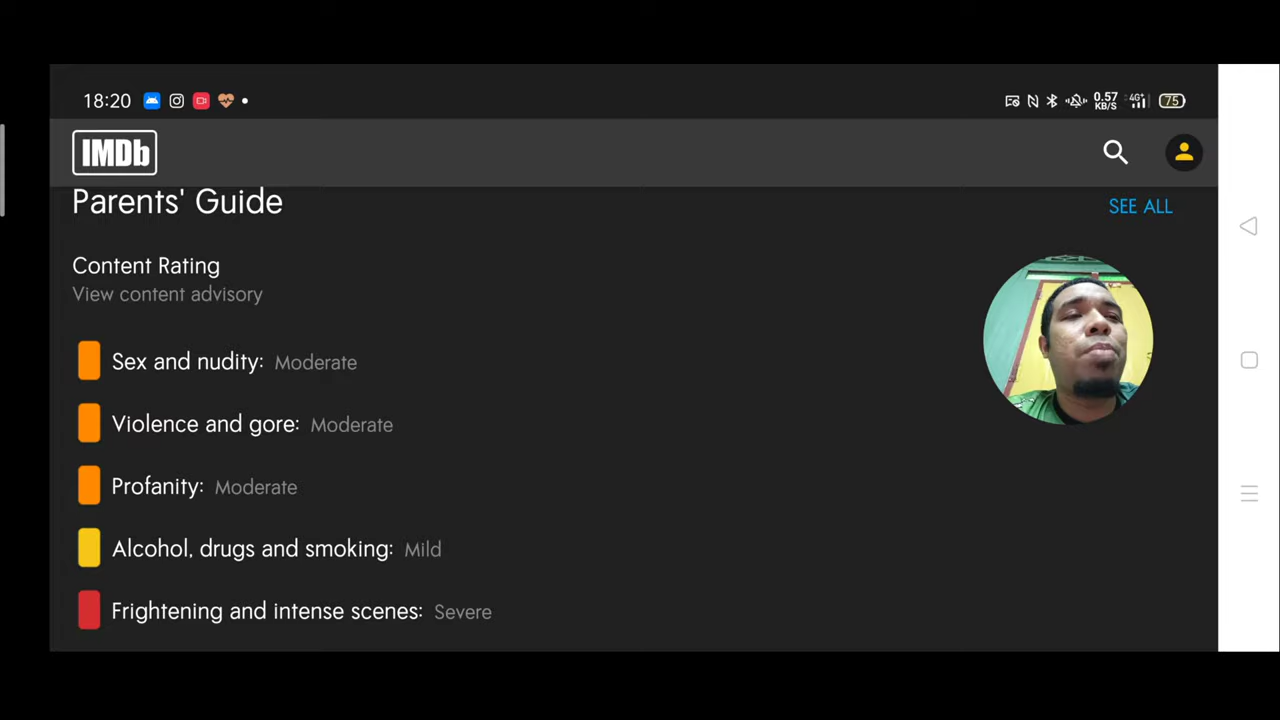 18:20
0.57
KB/S
4G+
75
IMDb
Parents' Guide
SEE ALL
Content Rating
View content advisory
Sex and nudity: Moderate
Violence and gore: Moderate
Profanity: Moderate
Alcohol, drugs and smoking: Mild
Frightening and intense scenes: Severe